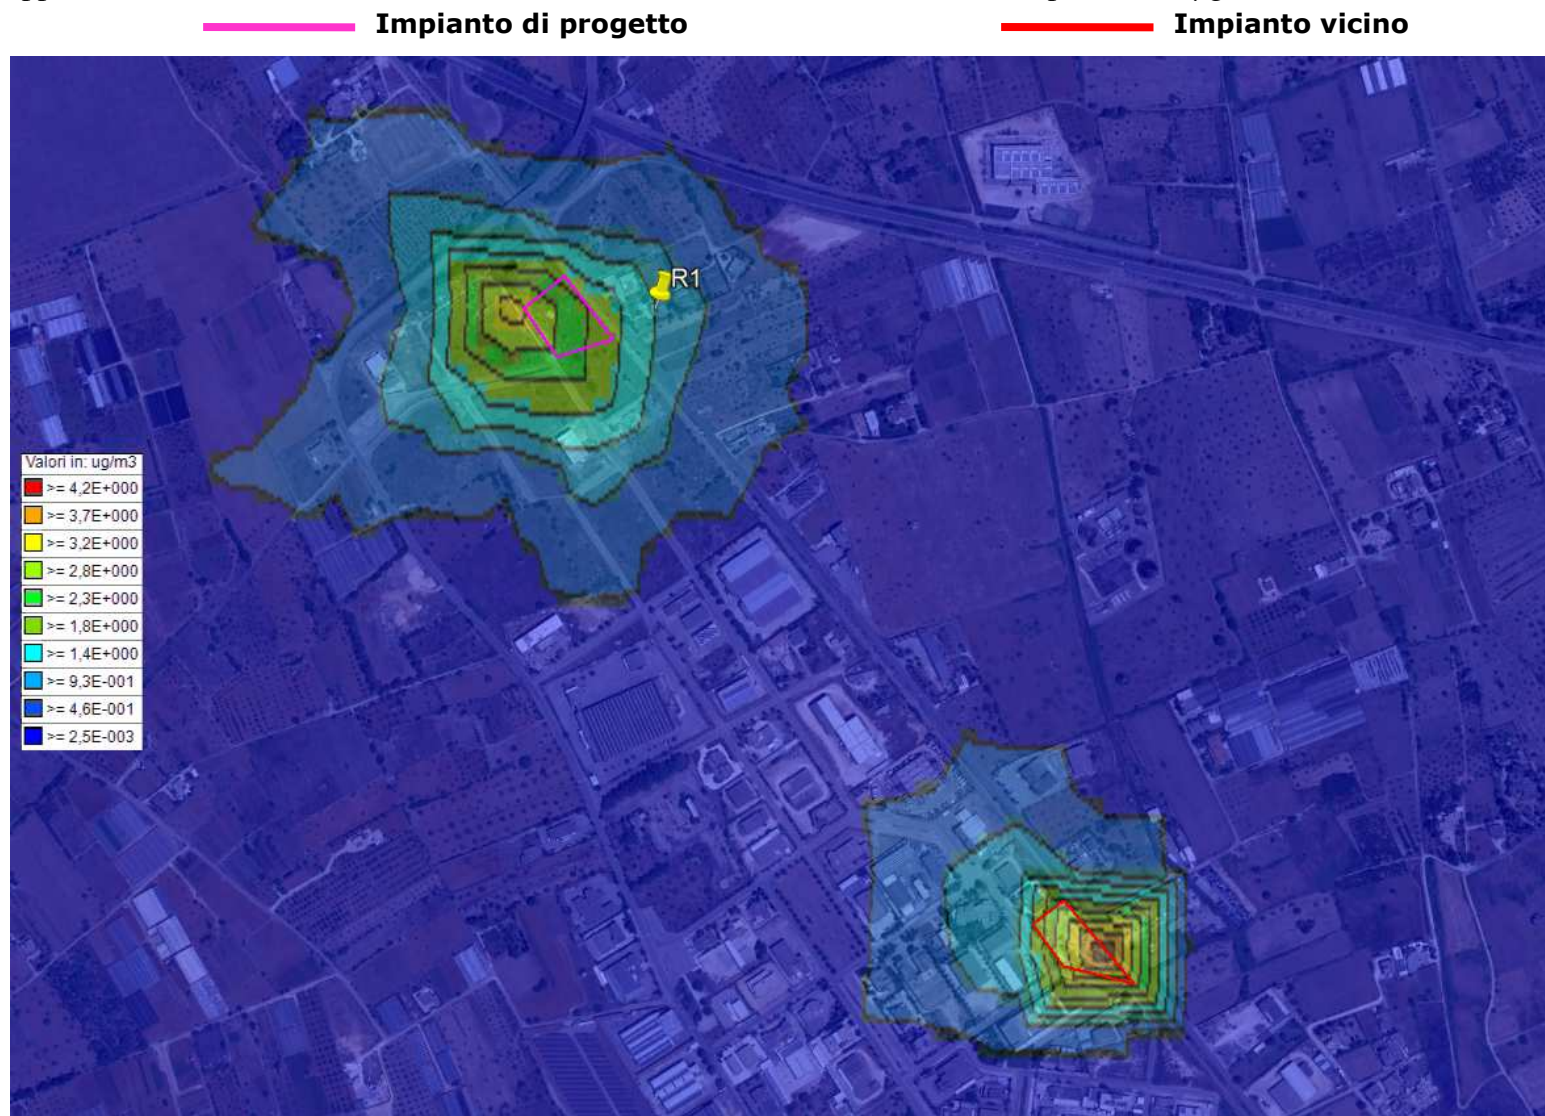 Impianto di progetto
Impianto vicino
R1
Valori in: ug/m3
>= 4,2E+000
>= 3,7E+000
>= 3,2E+000
>= 2,8E+000
>= 2,3E+000
>= 1,8E+000
>= 1,4E+000
>= 9,3E-001
>= 4,6E-001
>= 2,5E-003